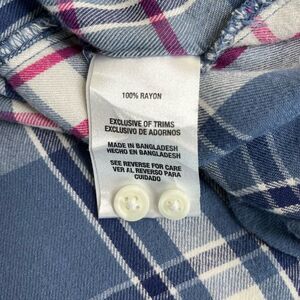 100% RAYON
EXCLUSIVE OF TRIMS
EXCLUSIVO DE ADORNOS
MADE IN BANGLADESH
HECHO EN BANGLADESH
SEE REVERSE FOR CARE
VER AL REVERSO PARA
CUIDADO